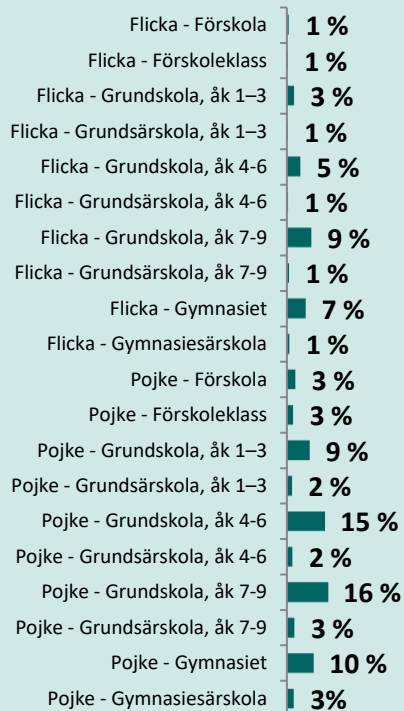 Flicka - Förskola 1 %
Flicka - Förskoleklass 1 %
Flicka - Grundskola, åk 1–3 3 %
Flicka - Grundsärskola, åk 1–3 1 %
Flicka - Grundskola, åk 4-6 5 %
Flicka - Grundsärskola, åk 4-6 1 %
Flicka - Grundskola, åk 7-9 9 %
Flicka - Grundsärskola, åk 7-9 1 %
Flicka - Gymnasiet 7 %
Flicka - Gymnasiesärskola 1 %
Pojke - Förskola 3 %
Pojke - Förskoleklass 3 %
Pojke - Grundskola, åk 1–3 9 %
Pojke - Grundsärskola, åk 1–3 2 %
Pojke - Grundskola, åk 4-6 15 %
Pojke - Grundsärskola, åk 4-6 2 %
Pojke - Grundskola, åk 7-9 16 %
Pojke - Grundsärskola, åk 7-9 3 %
Pojke - Gymnasiet 10 %
Pojke - Gymnasiesärskola 3%